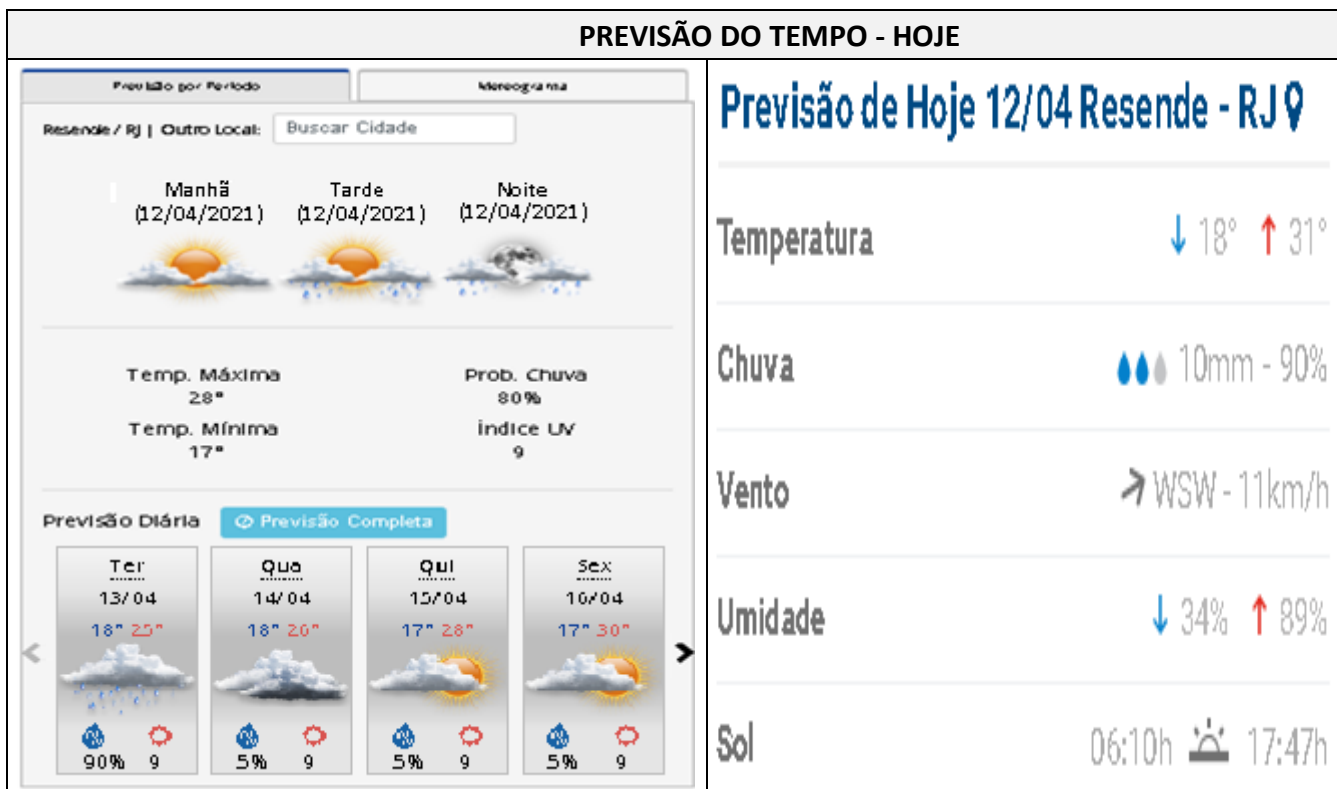 PREVISÃO DO TEMPO - HOJE
Previsão por Período
Meteograma
Resende / RJ | Outro Local: Buscar Cidade
Manhã Tarde Noite
(12/04/2021) (12/04/2021) (12/04/2021)
Temp. Máxima Prob. Chuva
28° 80%
Temp. Mínima Índice UV
17° 9
Previsão Diária Previsão Completa
Ter Qua Qui Sex
13/04 14/04 15/04 16/04
18° 25° 18° 26° 17° 28° 17° 30°
90% 9 5% 9 5% 9 5% 9
Previsão de Hoje 12/04 Resende - RJ
Temperatura 18° 31°
Chuva 10mm - 90%
Vento WSW - 11km/h
Umidade 34% 89%
Sol 06:10h 17:47h